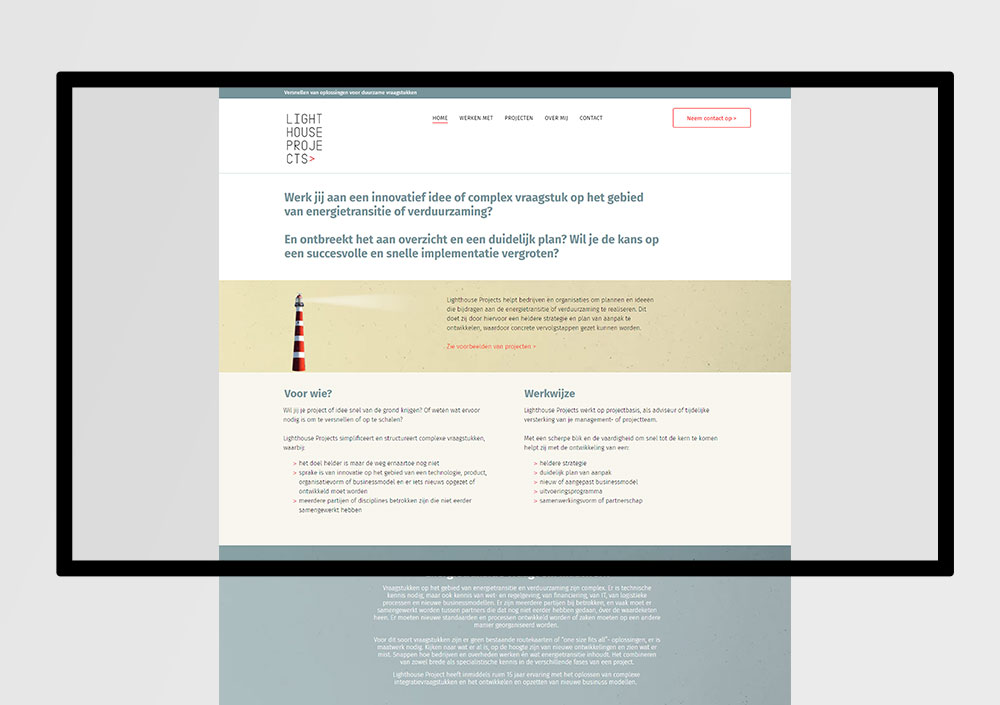 Versnellen van oplossingen voor duurzame vraagstukken
LIGHT
HOUSE
PROJE
CTS>
HOME WERKEN MET PROJECTEN OVER MIJ CONTACT
Neem contact op >
Werk jij aan een innovatief idee of complex vraagstuk op het gebied
van energietransitie of verduurzaming?
En ontbreekt het aan overzicht en een duidelijk plan? Wil je de kans op
een succesvolle en snelle implementatie vergroten?
Lighthouse Projects helpt bedrijven en organisaties om plannen en ideeën
die bijdragen aan de energietransitie of verduurzaming te realiseren. Dit
doet zij door hiervoor een heldere strategie en plan van aanpak te
ontwikkelen, waardoor concrete vervolgstappen gezet kunnen worden.
Zie voorbeelden van projecten >
Voor wie?
Wil jij je project of idee snel van de grond krijgen? Of weten wat ervoor
nodig is om te versnellen of op te schalen?
Lighthouse Projects simplificeert en structureert complexe vraagstukken,
waarbij:
> het doel helder is maar de weg ernaartoe nog niet
> sprake is van innovatie op het gebied van een technologie, product,
organisatievorm of businessmodel en er iets nieuws opgezet of
ontwikkeld moet worden
> meerdere partijen of disciplines betrokken zijn die niet eerder
samengewerkt hebben
Werkwijze
Lighthouse Projects werkt op projectbasis, als adviseur of tijdelijke
versterking van je management- of projectteam.
Met een scherpe blik en de vaardigheid om snel tot de kern te komen
helpt zij met de ontwikkeling van een:
> heldere strategie
> duidelijk plan van aanpak
> nieuw of aangepast businessmodel
> uitvoeringsprogramma
> samenwerkingsvorm of partnerschap
Vraagstukken op het gebied van energietransitie en verduurzaming zijn complex. Er is technische
kennis nodig, maar ook kennis van wet- en regelgeving, van financiering, van IT, van logistieke
processen en nieuwe businessmodellen. Er zijn meerdere partijen bij betrokken, en vaak moet er
samengewerkt worden tussen partners die dat nog niet eerder hebben gedaan, over de waardeketen
heen. Er moeten nieuwe standaarden en processen ontwikkeld worden of zaken moeten op een andere
manier georganiseerd worden.
Voor dit soort vraagstukken zijn er geen bestaande routekaarten of "one size fits all"- oplossingen, er is
maatwerk nodig. Kijken naar wat er al is, op de hoogte zijn van nieuwe ontwikkelingen en zien wat er
mist. Snappen hoe bedrijven en overheden werken én wat energietransitie inhoudt. Het combineren
van zowel brede als specialistische kennis in de verschillende fases van een project.
Lighthouse Project heeft inmiddels ruim 15 jaar ervaring met het oplossen van complexe
integratievraagstukken en het ontwikkelen en opzetten van nieuwe business modellen.